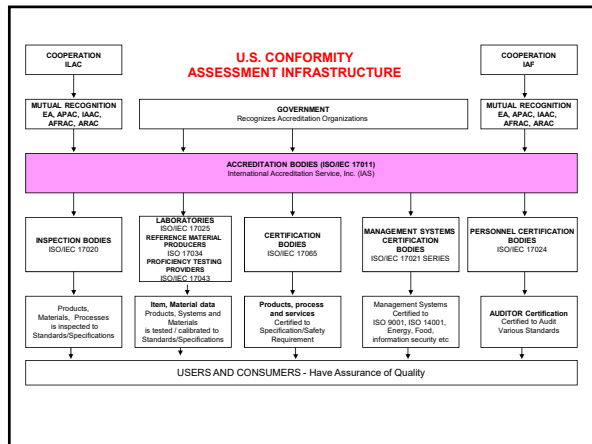 COOPERATION
ILAC
U.S. CONFORMITY
ASSESSMENT INFRASTRUCTURE
COOPERATION
IAF
MUTUAL RECOGNITION
EA, APAC, IAAC,
AFRAC, ARAC
GOVERNMENT
Recognizes Accreditation Organizations
MUTUAL RECOGNITION
EA, APAC, IAAC,
AFRAC, ARAC
ACCREDITATION BODIES (ISO/IEC 17011)
International Accreditation Service, Inc. (IAS)
INSPECTION BODIES
ISO/IEC 17020
LABORATORIES
ISO/IEC 17025
REFERENCE MATERIAL
PRODUCERS
ISO 17034
PROFICIENCY TESTING
PROVIDERS
ISO/IEC 17043
CERTIFICATION
BODIES
ISO/IEC 17065
MANAGEMENT SYSTEMS
CERTIFICATION
BODIES
ISO/IEC 17021 SERIES
PERSONNEL CERTIFICATION
BODIES
ISO/IEC 17024
Products,
Materials, Processes
is inspected to
Standards/Specifications
Item, Material data
Products, Systems and
Materials
is tested / calibrated to
Standards/Specifications
Products, process
and services
Certified to
Specification/Safety
Requirement
Management Systems
Certified to
ISO 9001, ISO 14001,
Energy, Food,
information security etc
AUDITOR Certification
Certified to Audit
Various Standards
USERS AND CONSUMERS - Have Assurance of Quality